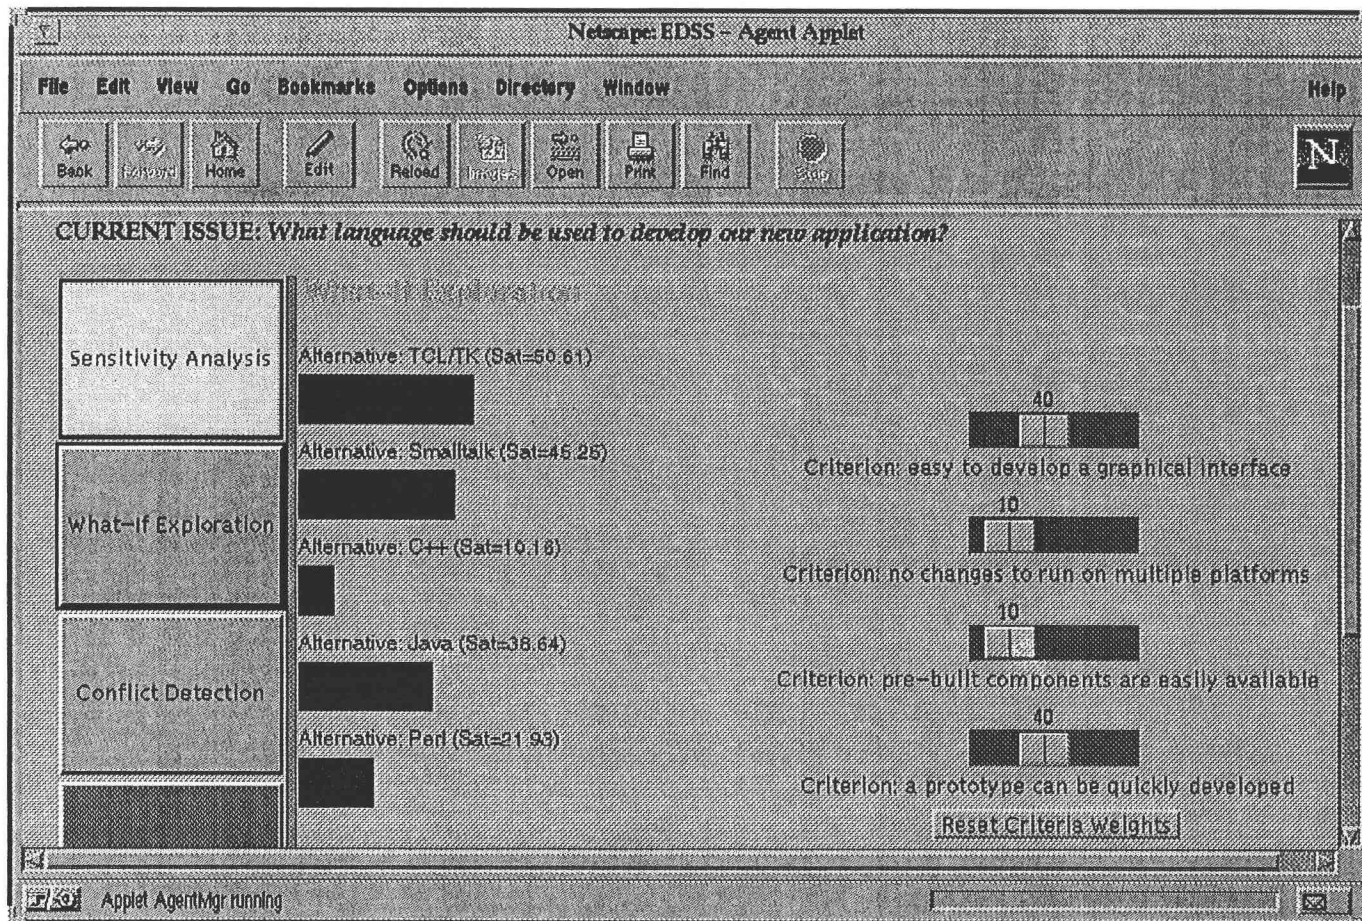 Netscape: EDSS – Agent Applet
File Edit View Go Bookmarks Options Directory Window Help
Back Forward Home Edit Reload Images Open Print Find Stop
N
CURRENT ISSUE: What language should be used to develop our new application?
What-If Exploration
Sensitivity Analysis
What-If Exploration
Conflict Detection
Alternative: TCL/TK (Sat=50.61)
Alternative: Smalltalk (Sat=45.25)
Alternative: C++ (Sat=10.16)
Alternative: Java (Sat=38.64)
Alternative: Perl (Sat=21.93)
40
Criterion: easy to develop a graphical interface
10
Criterion: no changes to run on multiple platforms
10
Criterion: pre-built components are easily available
40
Criterion: a prototype can be quickly developed
Reset Criteria Weights
Applet AgentMgr running